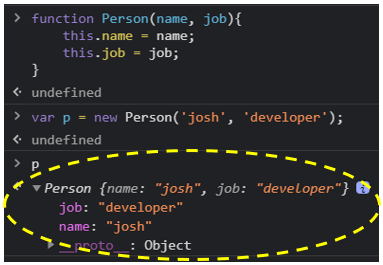 > function Person(name, job){
this.name = name;
this.job = job;
}
< undefined
> var p = new Person('josh', 'developer');
< undefined
> p
< ▼ Person {name: "josh", job: "developer"} i
job: "developer"
name: "josh"
▶ __proto__: Object